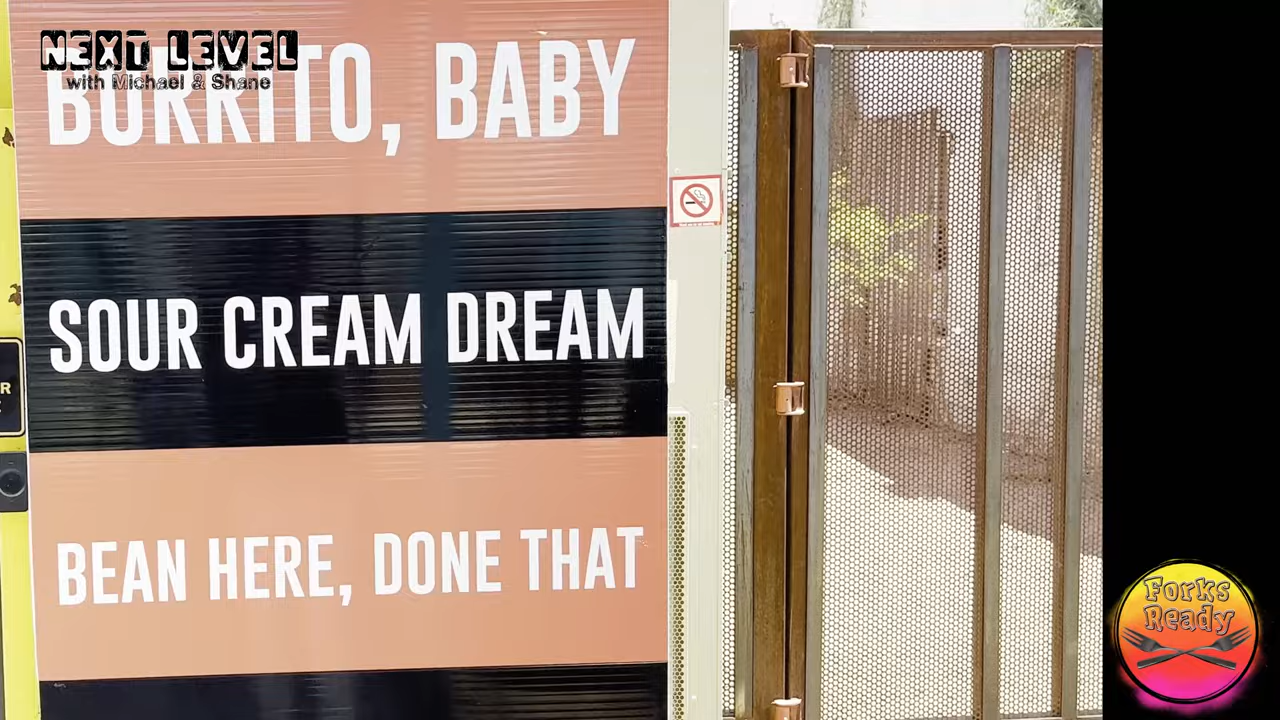 NEXT LEVEL
with Michael & Shane
BURRITO, BABY
SOUR CREAM DREAM
BEAN HERE, DONE THAT
R
Forks
Ready